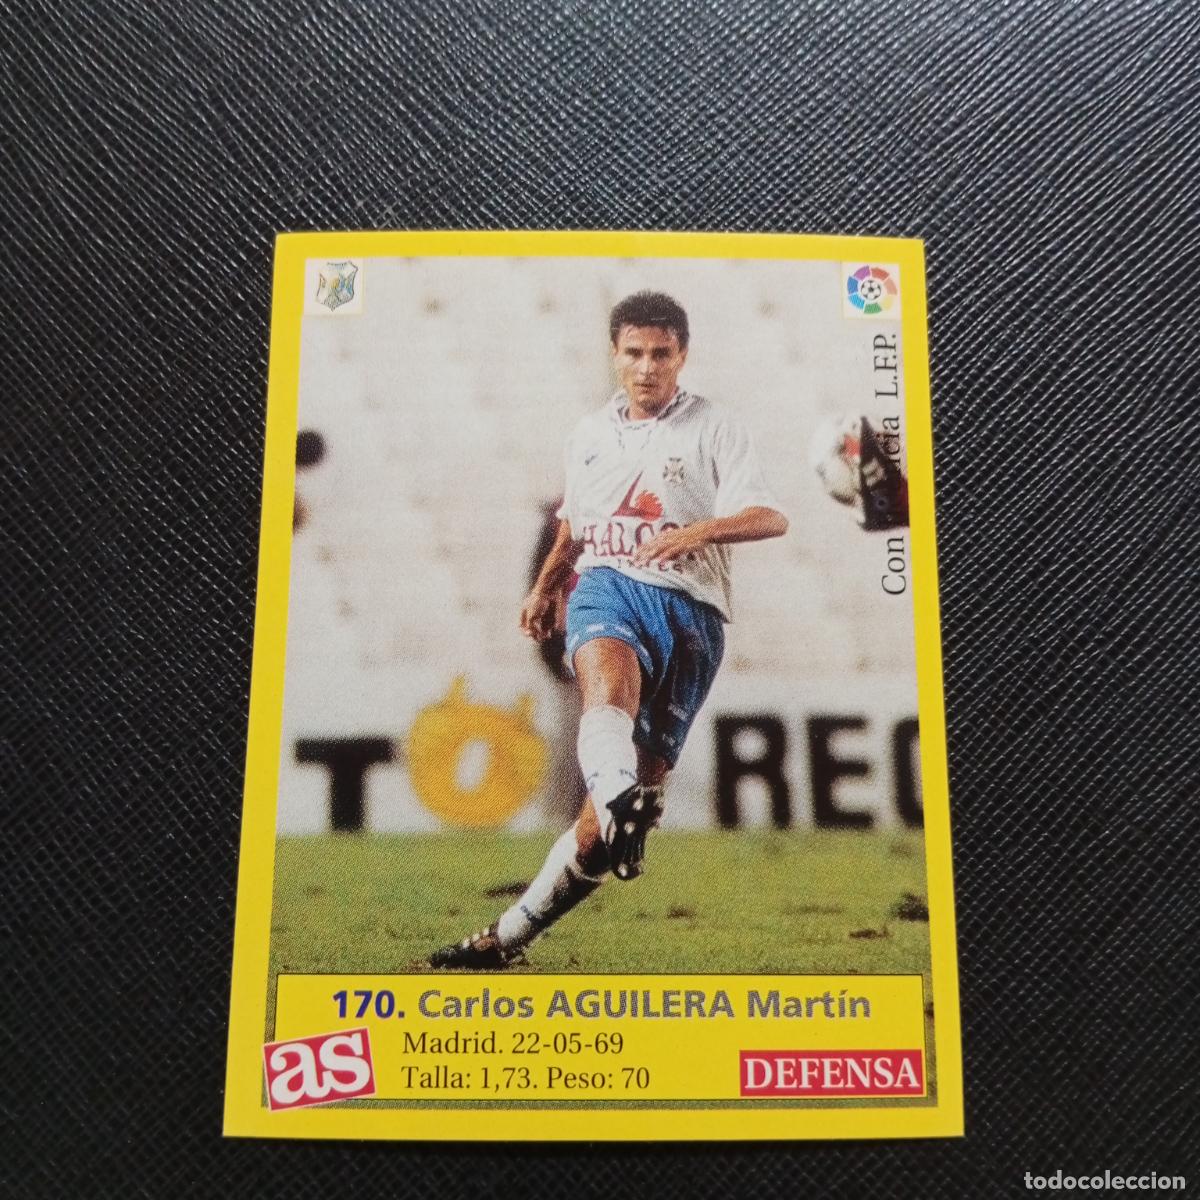 Con licencia L.F.P.
HALCO
T O REC
170. Carlos AGUILERA Martín
as
Madrid. 22-05-69
Talla: 1,73. Peso: 70
DEFENSA
todocoleccion